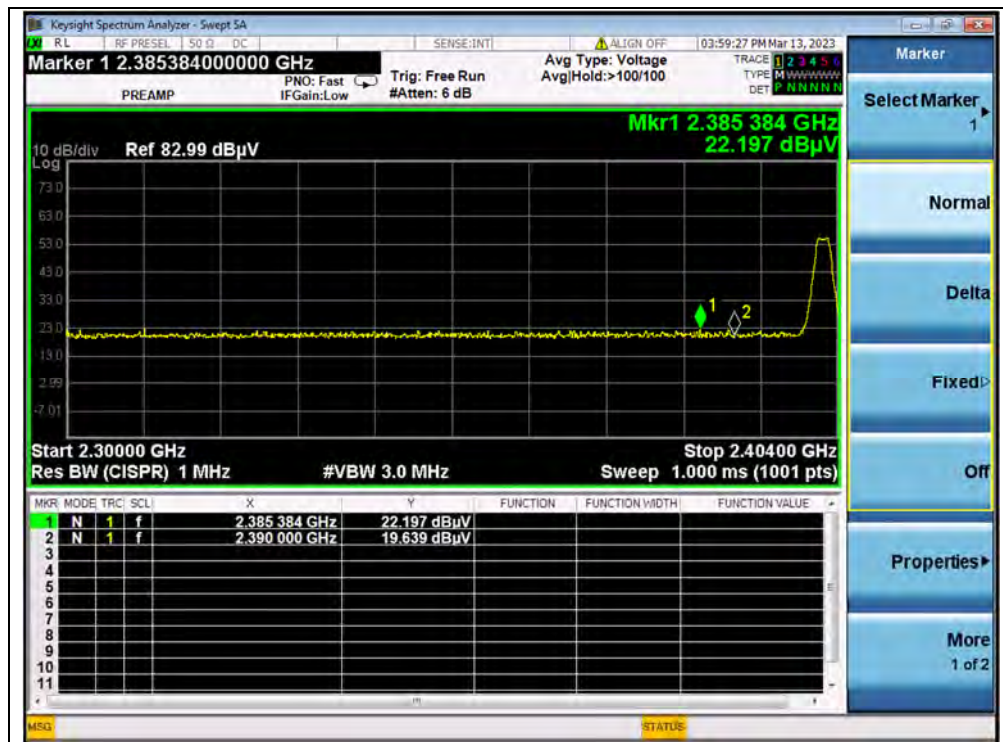 Keysight Spectrum Analyzer - Swept SA
LXI RL RF PRESEL 50 Ω DC SENSE:INT ALIGN OFF 03:59:27 PM Mar 13, 2023
Marker 1 2.385384000000 GHz
PREAMP
PNO: Fast
IFGain:Low
Trig: Free Run
#Atten: 6 dB
Avg Type: Voltage
Avg|Hold:>100/100
TRACE 1 2 3 4 5 6
TYPE M WWWWW
DET P N N N N N
Mkr1 2.385 384 GHz
22.197 dBµV
10 dB/div Ref 82.99 dBµV
Log
73.0
63.0
53.0
43.0
33.0
23.0
13.0
2.99
-7.01
1
2
Start 2.30000 GHz Stop 2.40400 GHz
Res BW (CISPR) 1 MHz #VBW 3.0 MHz Sweep 1.000 ms (1001 pts)
MKR MODE TRC SCL X Y FUNCTION FUNCTION WIDTH FUNCTION VALUE
1 N 1 f 2.385 384 GHz 22.197 dBµV
2 N 1 f 2.390 000 GHz 19.639 dBµV
3
4
5
6
7
8
9
10
11
MSG STATUS
Marker
Select Marker
1
Normal
Delta
Fixed
Off
Properties
More
1 of 2